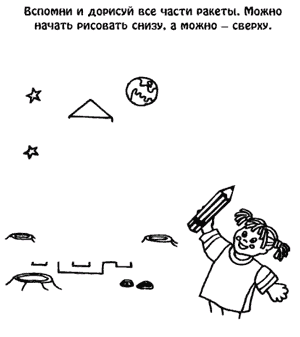 Вспомни и дорисуй все части ракеты. Можно
начать рисовать снизу, а можно – сверху.